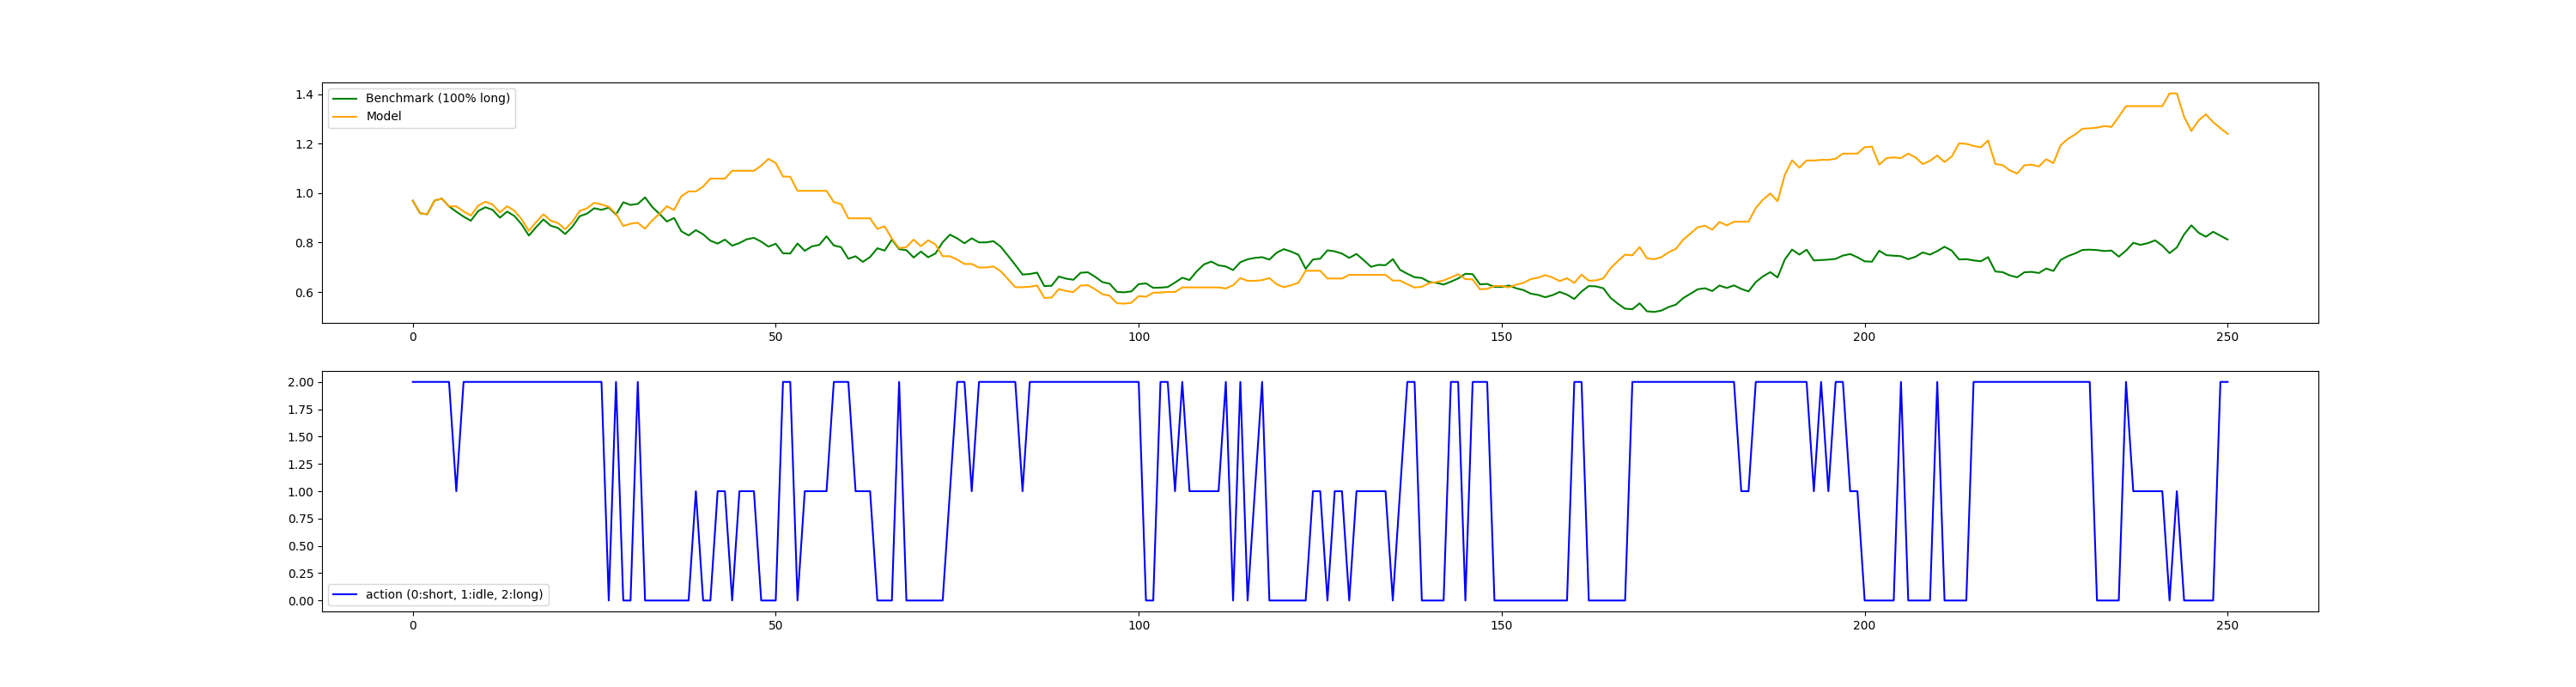 1.4
1.2
1.0
0.8
0.6
Benchmark (100% long)
Model
0 50 100 150 200 250
2.00
1.75
1.50
1.25
1.00
0.75
0.50
0.25
0.00
action (0:short, 1:idle, 2:long)
0 50 100 150 200 250